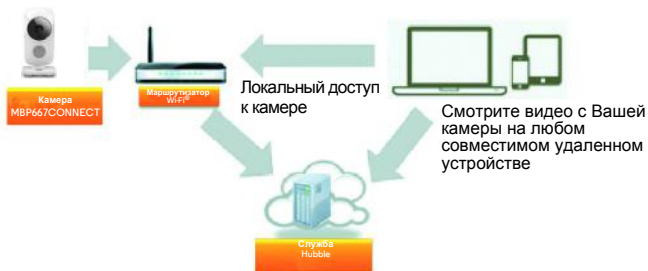 Камера
MBP667CONNECT
Маршрутизатор
Wi-Fi®
Локальный доступ
к камере
Смотрите видео с Вашей
камеры на любом
совместимом удаленном
устройстве
Служба
Hubble